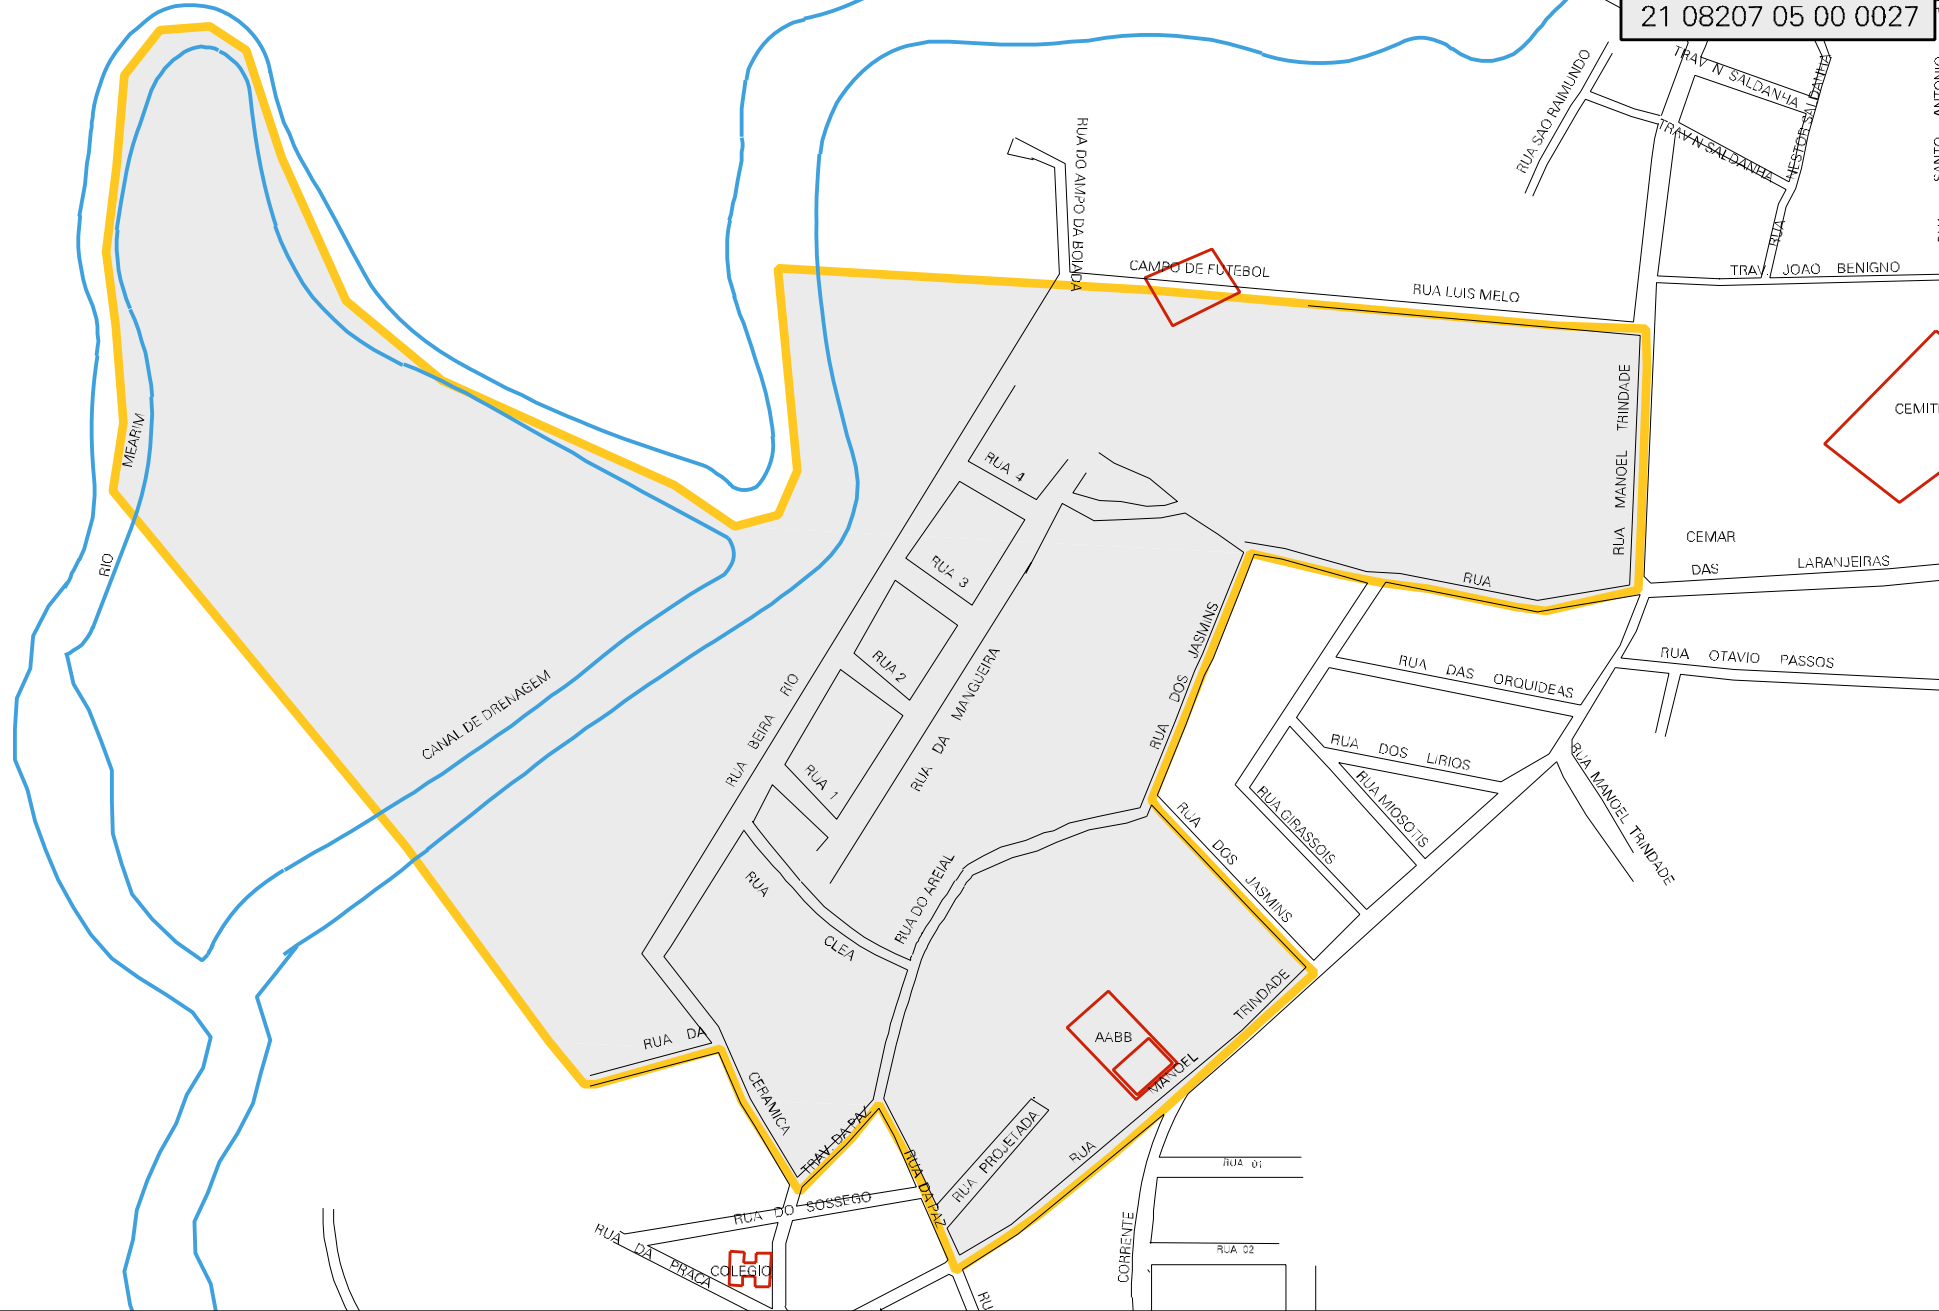 21 08207 05 00 0027
TRAV N SALDANHA
RUA SAO RAIMUNDO
TRAV N SALDANHA
RUA NESTOR SALDANHA
SANTO ANTONIO
RUA DO AMPO DA BOIADA
CAMPO DE FUTEBOL
RUA LUIS MELO
TRAV. JOAO BENIGNO
RUA MANOEL TRINDADE
CEMIT
RIO MEARIM
RUA 4
CEMAR
RUA DAS LARANJEIRAS
RUA 3
RUA DOS JASMINS
RUA 2
RUA DA MANGUEIRA
RUA BEIRA RIO
CANAL DE DRENAGEM
RUA OTAVIO PASSOS
RUA DAS ORQUIDEAS
RUA DOS LIRIOS
RUA MIOSOTIS
RUA GIRASSOIS
RUA MANOEL TRINDADE
RUA 1
RUA DOS JASMINS
RUA CLEA
RUA DO AREIAL
RUA DA CERAMICA
AABB
RUA MANOEL TRINDADE
TRAV. DA PAZ
RUA DA PAZ
RUA PROJETADA
RUA 01
RUA DO SOSSEGO
RUA DA PRACA
COLEGIO
CORRENTE
RUA 02
RU